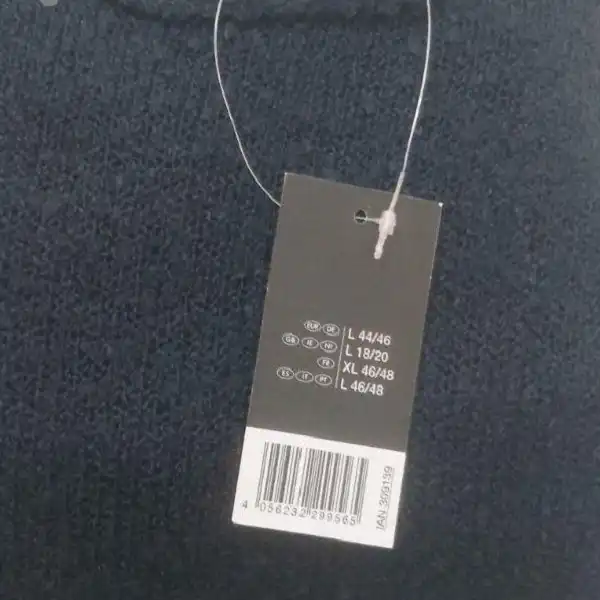 EUR DE L 44/46
GB IE NI L 18/20
FR XL 46/48
ES IT PT L 46/48
4 056232 299565
IAN 309139